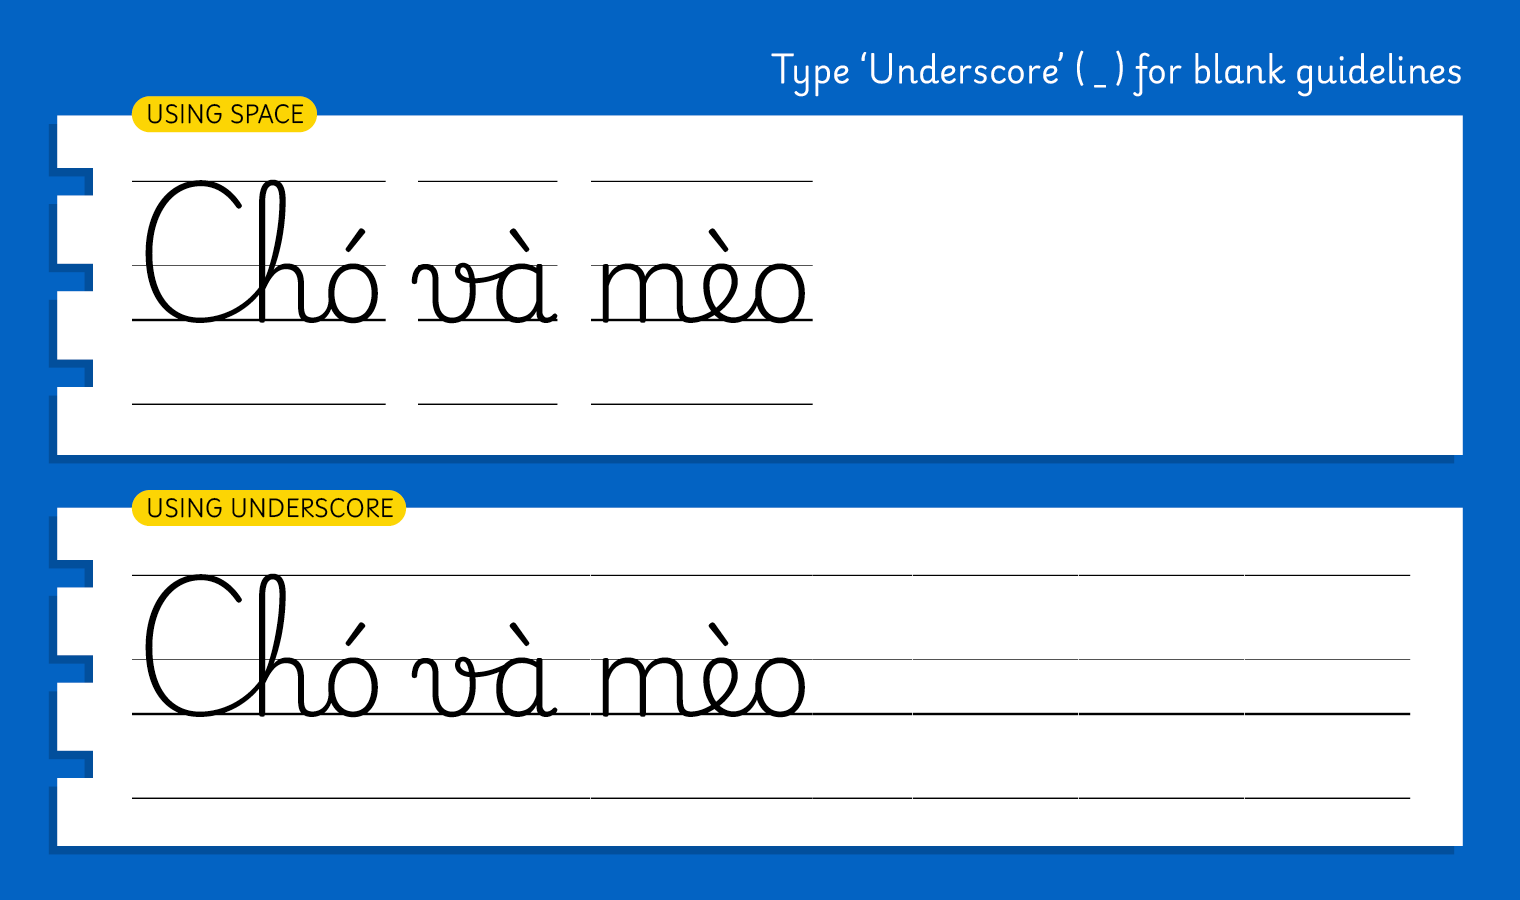 Type ‘Underscore’ ( _ ) for blank guidelines
USING SPACE
Chó và mèo
USING UNDERSCORE
Chó và mèo